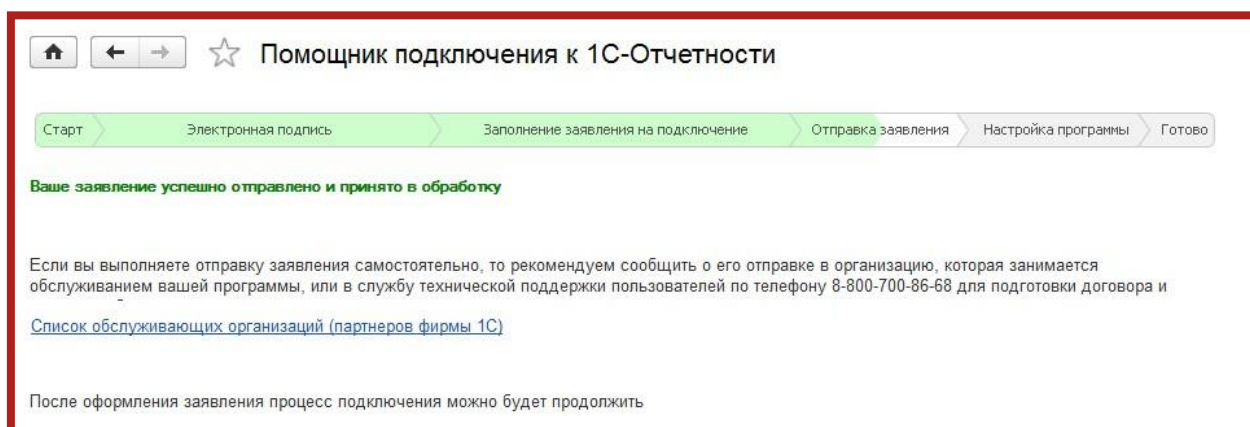 Помощник подключения к 1С-Отчетности
Старт Электронная подпись Заполнение заявления на подключение Отправка заявления Настройка программы Готово
Ваше заявление успешно отправлено и принято в обработку
Если вы выполняете отправку заявления самостоятельно, то рекомендуем сообщить о его отправке в организацию, которая занимается
обслуживанием вашей программы, или в службу технической поддержки пользователей по телефону 8-800-700-86-68 для подготовки договора и
Список обслуживающих организаций (партнеров фирмы 1С)
После оформления заявления процесс подключения можно будет продолжить